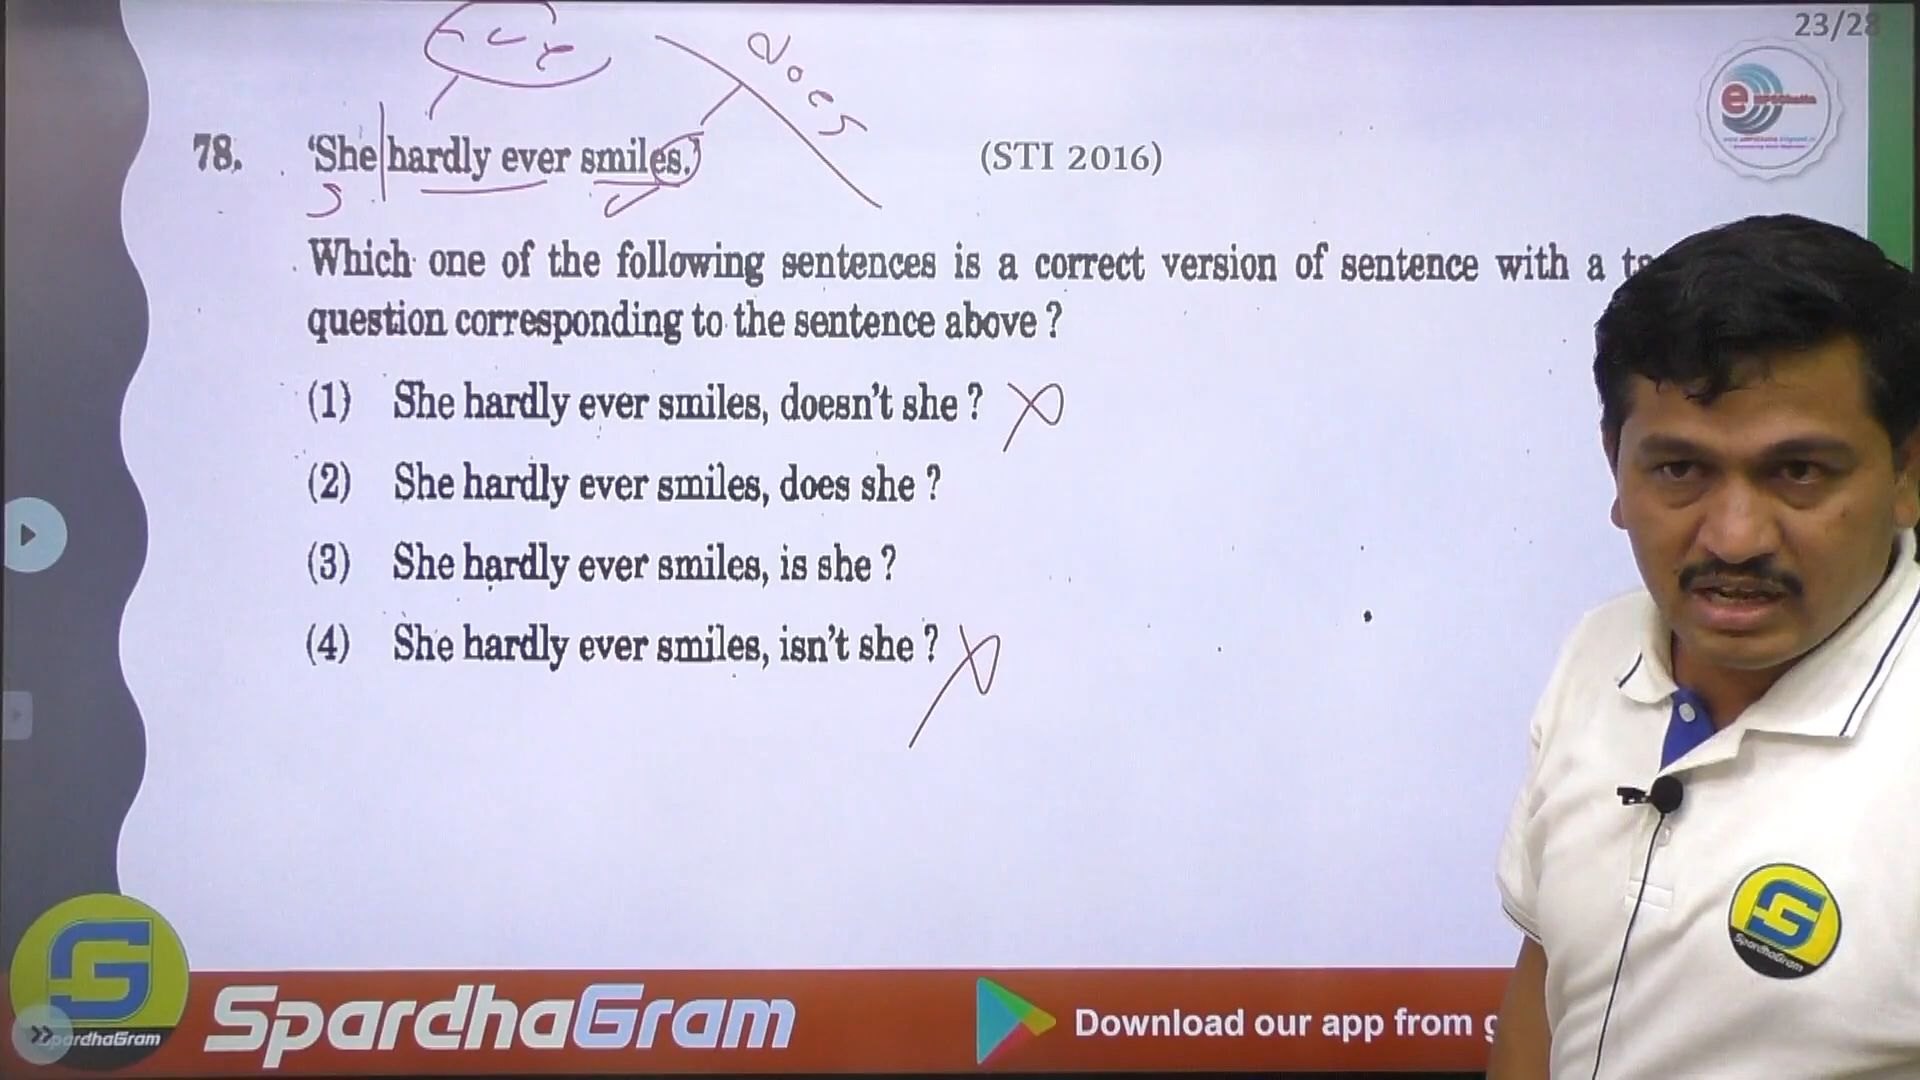 23/28
does
78. ‘She hardly ever smiles.’ (STI 2016)
S
Which one of the following sentences is a correct version of sentence with a
question corresponding to the sentence above ?
(1) She hardly ever smiles, doesn’t she ?
(2) She hardly ever smiles, does she ?
(3) She hardly ever smiles, is she ?
(4) She hardly ever smiles, isn’t she ?
SpardhaGram
SpardhaGram
SpardhaGram
Download our app from g